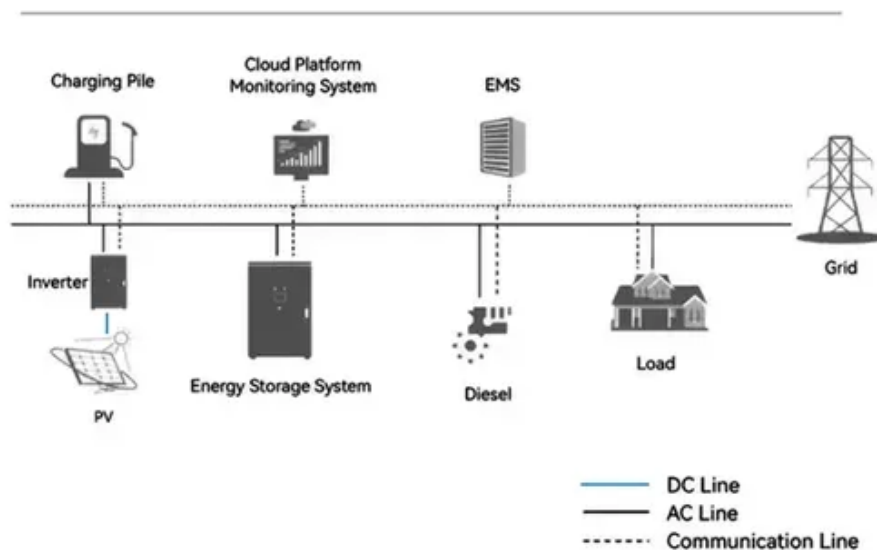 Charging Pile
Cloud Platform
Monitoring System
EMS
Grid
Inverter
PV
Energy Storage System
Diesel
Load
DC Line
AC Line
Communication Line